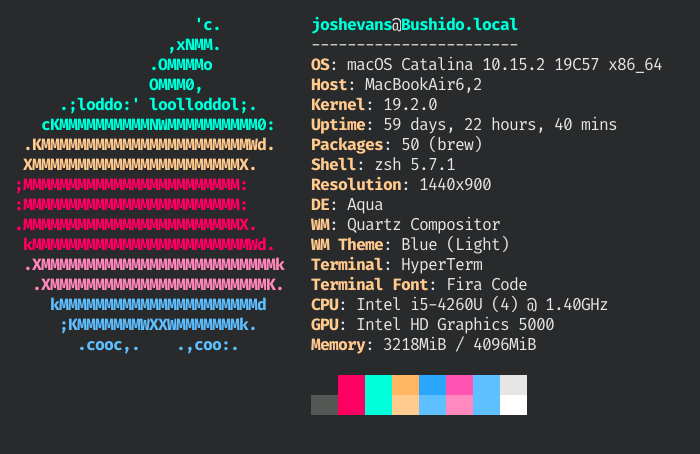 'c.
,xNMM.
.OMMMMo
OMMM0,
.;loddo:' loolloddol;.
cKMMMMMMMMMMNWMMMMMMMMMM0:
.KMMMMMMMMMMMMMMMMMMMMMMMWd.
XMMMMMMMMMMMMMMMMMMMMMMMX.
;MMMMMMMMMMMMMMMMMMMMMMMM:
:MMMMMMMMMMMMMMMMMMMMMMMM:
.MMMMMMMMMMMMMMMMMMMMMMMMX.
kMMMMMMMMMMMMMMMMMMMMMMMMWd.
.XMMMMMMMMMMMMMMMMMMMMMMMMMMk
.XMMMMMMMMMMMMMMMMMMMMMMMMK.
kMMMMMMMMMMMMMMMMMMMMMMd
;KMMMMMMMWXXWMMMMMMMk.
.cooc,.    .,coo:.
joshevans@Bushido.local
-----------------------
OS: macOS Catalina 10.15.2 19C57 x86_64
Host: MacBookAir6,2
Kernel: 19.2.0
Uptime: 59 days, 22 hours, 40 mins
Packages: 50 (brew)
Shell: zsh 5.7.1
Resolution: 1440x900
DE: Aqua
WM: Quartz Compositor
WM Theme: Blue (Light)
Terminal: HyperTerm
Terminal Font: Fira Code
CPU: Intel i5-4260U (4) @ 1.40GHz
GPU: Intel HD Graphics 5000
Memory: 3218MiB / 4096MiB